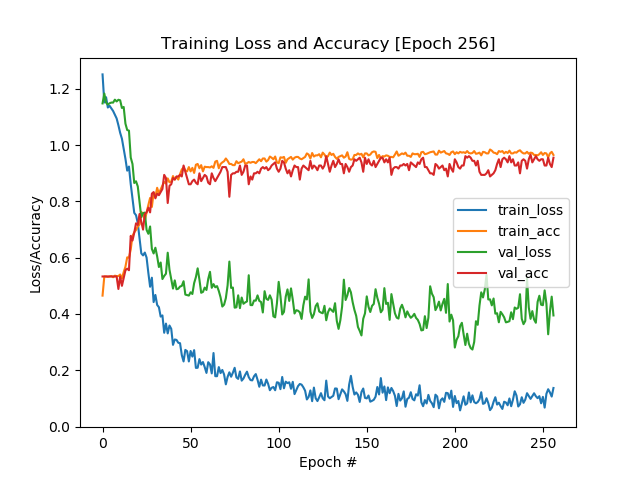 Training Loss and Accuracy [Epoch 256]
Loss/Accuracy
1.2
1.0
0.8
0.6
0.4
0.2
0.0
train_loss
train_acc
val_loss
val_acc
0 50 100 150 200 250
Epoch #